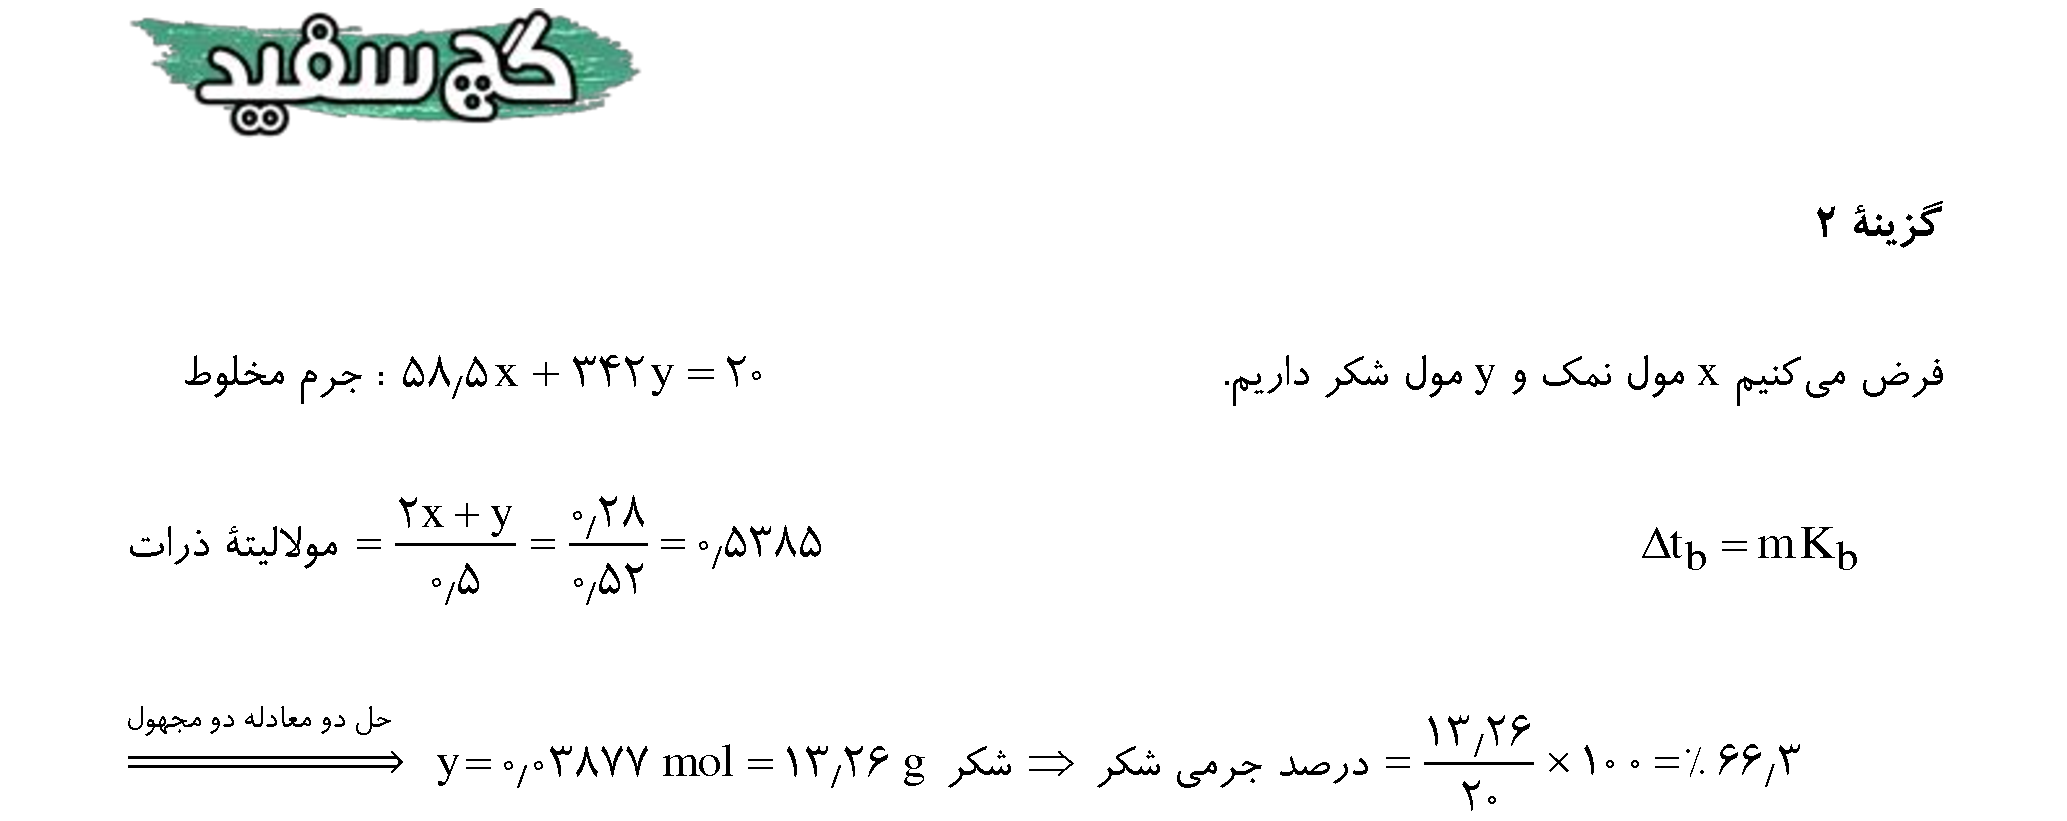 گچ سفید
گزینهٔ ۲
فرض می‌کنیم x مول نمک و y مول شکر داریم. جرم مخلوط : ۵۸٫۵x + ۳۴۲y = ۲۰
Δt_b = mK_b مولالیتهٔ ذرات = (۲x + y)/۰٫۵ = ۰٫۲۸/۰٫۵۲ = ۰٫۵۳۸۵
حل دو معادله دو مجهول
⟹ y = ۰٫۰۳۸۷۷ mol = ۱۳٫۲۶ g شکر ⇒ درصد جرمی شکر = ۱۳٫۲۶/۲۰ × ۱۰۰ = ٪ ۶۶٫۳